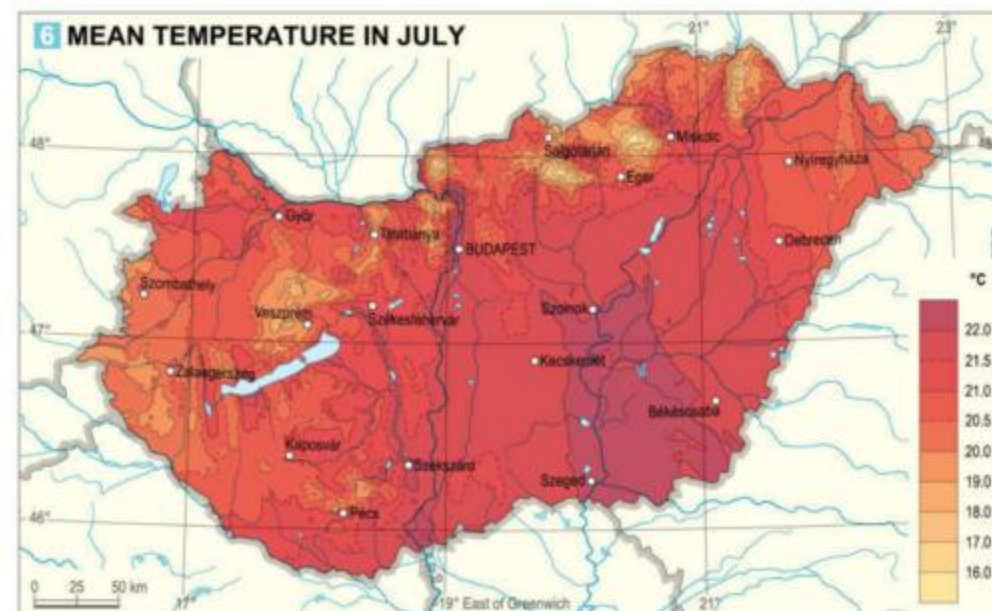 6 MEAN TEMPERATURE IN JULY
21°
23°
48°
Salgótarján
Miskolc
Eger
Nyíregyháza
Győr
Tatabánya
BUDAPEST
Debrecen
Szombathely
°C
Veszprém
Székesfehérvár
Szolnok
22.0
47°
21.5
Kecskemét
Zalaegerszeg
21.0
Békéscsaba
20.5
Kaposvár
Szekszárd
20.0
Szeged
19.0
46°
Pécs
18.0
17.0
16.0
0 25 50 km
17°
19° East of Greenwich
21°